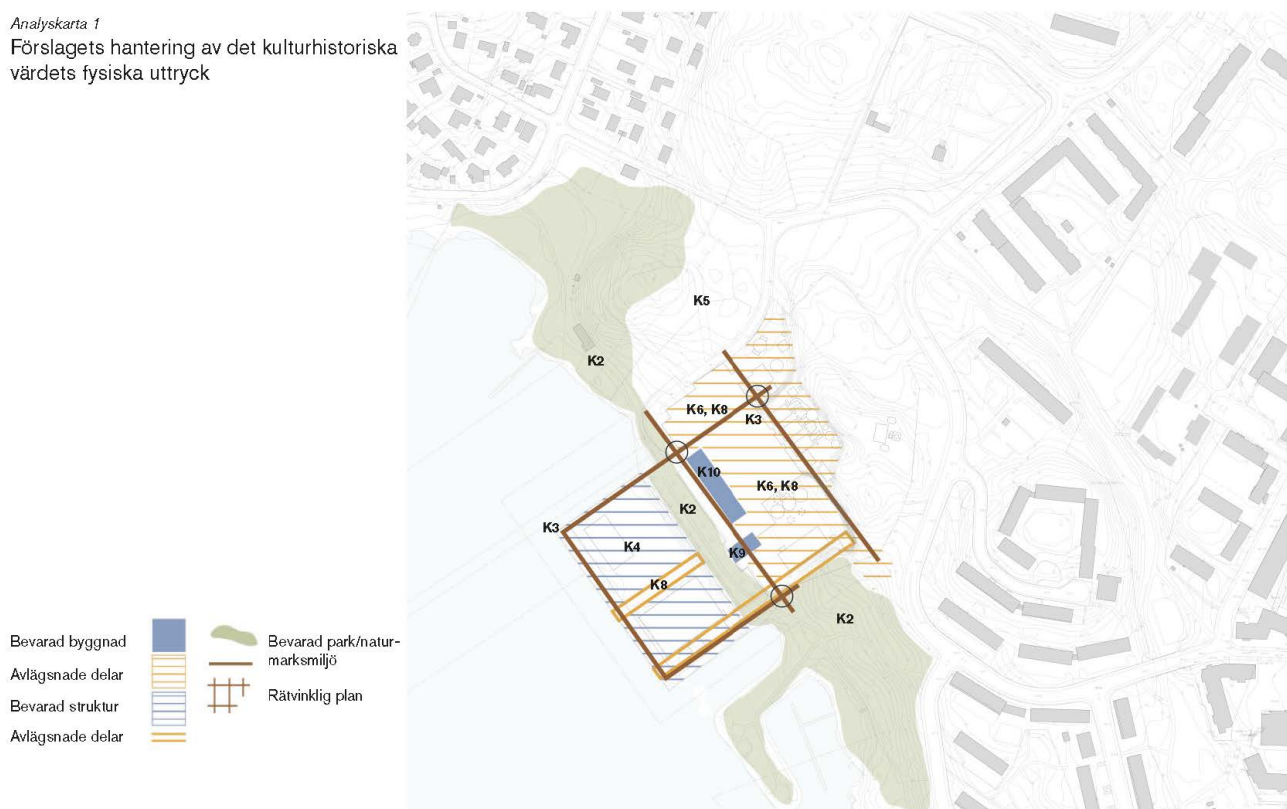 Analyskarta 1
Förslagets hantering av det kulturhistoriska
värdets fysiska uttryck
K5
K2
K6, K8
K3
K10
K6, K8
K2
K3
K4
K9
K8
K2
Bevarad byggnad
Avlägsnade delar
Bevarad struktur
Avlägsnade delar
Bevarad park/natur-
marksmiljö
Rätvinklig plan